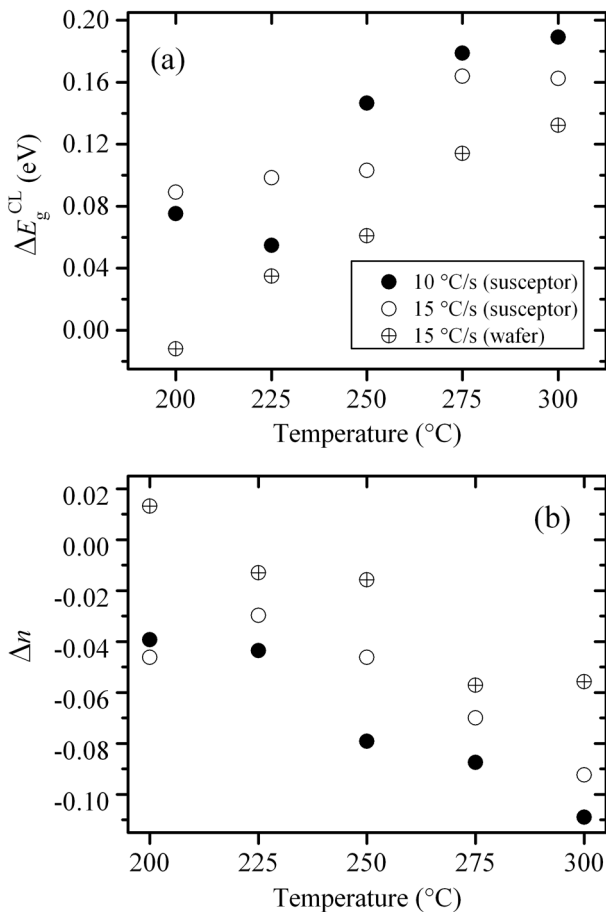 0.20
0.16
0.12
0.08
0.04
0.00
ΔE_g^CL (eV)
(a)
10 °C/s (susceptor)
15 °C/s (susceptor)
15 °C/s (wafer)
200 225 250 275 300
Temperature (°C)
0.02
0.00
-0.02
-0.04
-0.06
-0.08
-0.10
Δn
(b)
200 225 250 275 300
Temperature (°C)